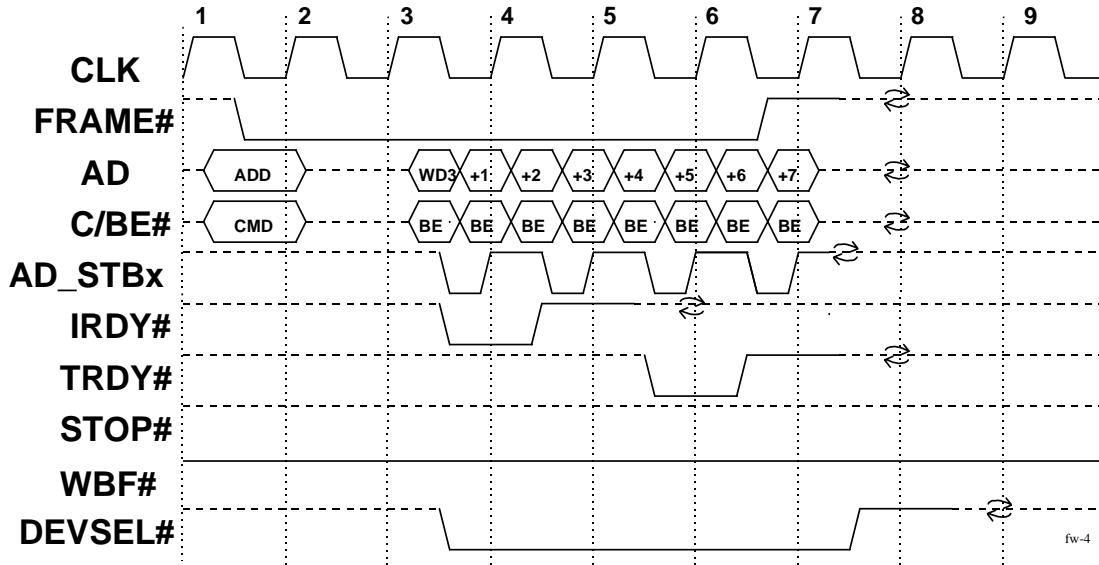 1 2 3 4 5 6 7 8 9
CLK
FRAME#
AD ADD WD3 +1 +2 +3 +4 +5 +6 +7
C/BE# CMD BE BE BE BE BE BE BE BE
AD_STBx
IRDY#
TRDY#
STOP#
WBF#
DEVSEL#
fw-4